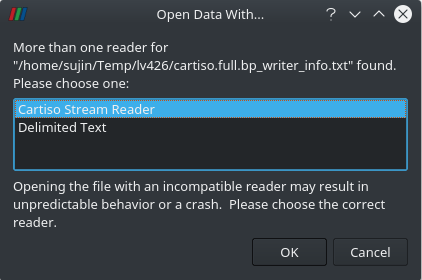 Open Data With...
More than one reader for
"/home/sujin/Temp/lv426/cartiso.full.bp_writer_info.txt" found.
Please choose one:
Cartiso Stream Reader
Delimited Text
Opening the file with an incompatible reader may result in
unpredictable behavior or a crash.  Please choose the correct
reader.
OK
Cancel